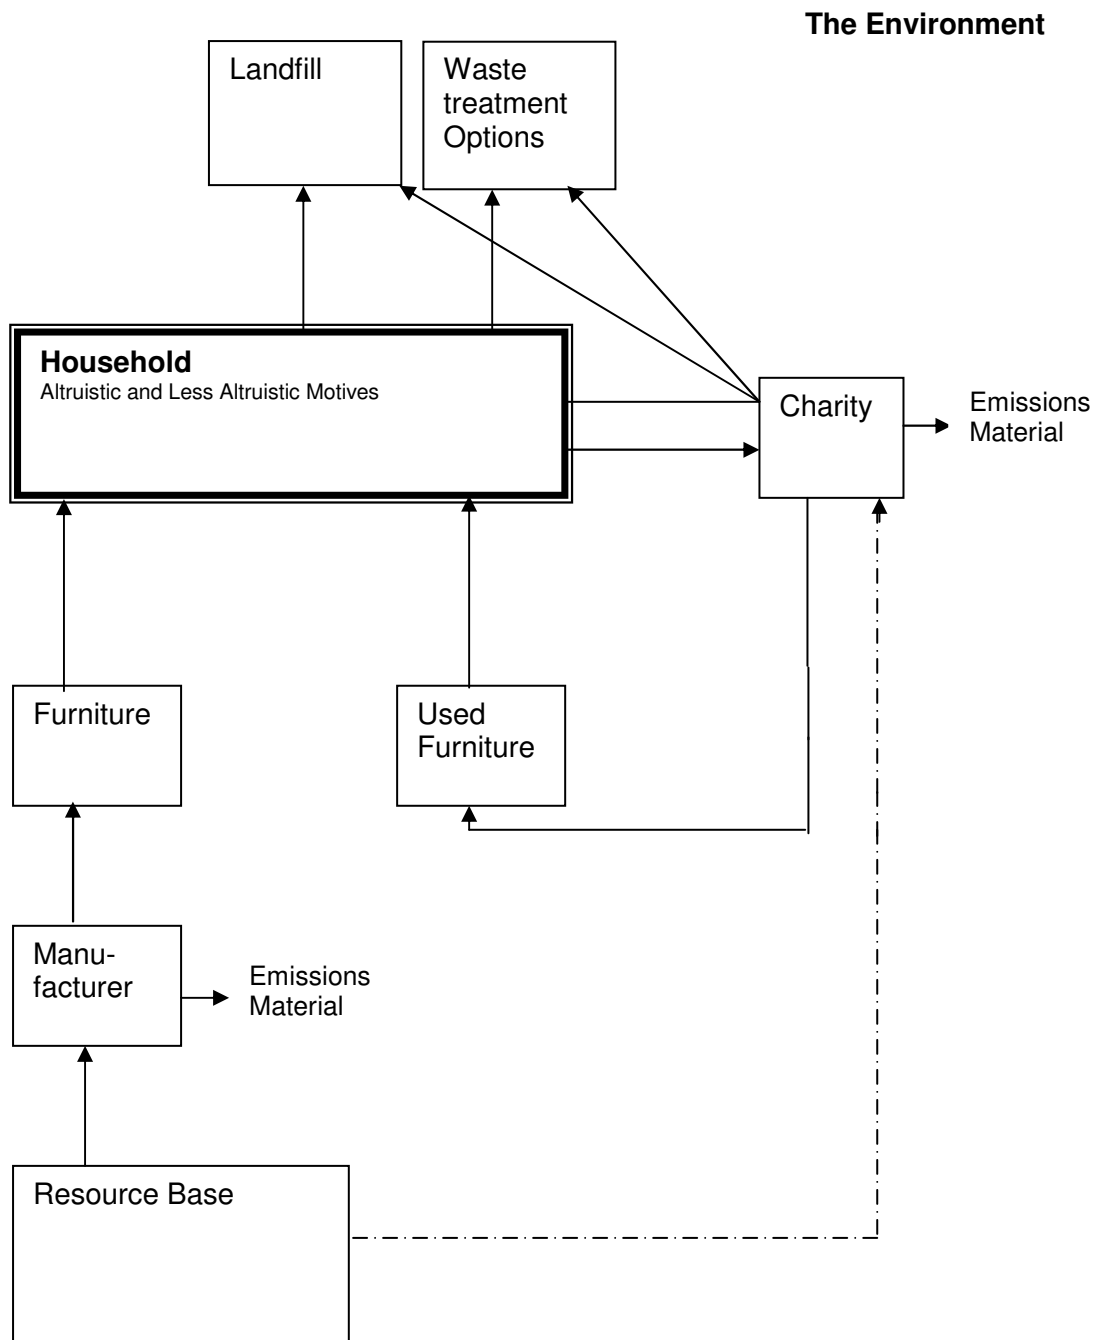 The Environment
Landfill
Waste
treatment
Options
Household
Altruistic and Less Altruistic Motives
Charity
Emissions
Material
Furniture
Used
Furniture
Manu-
facturer
Emissions
Material
Resource Base